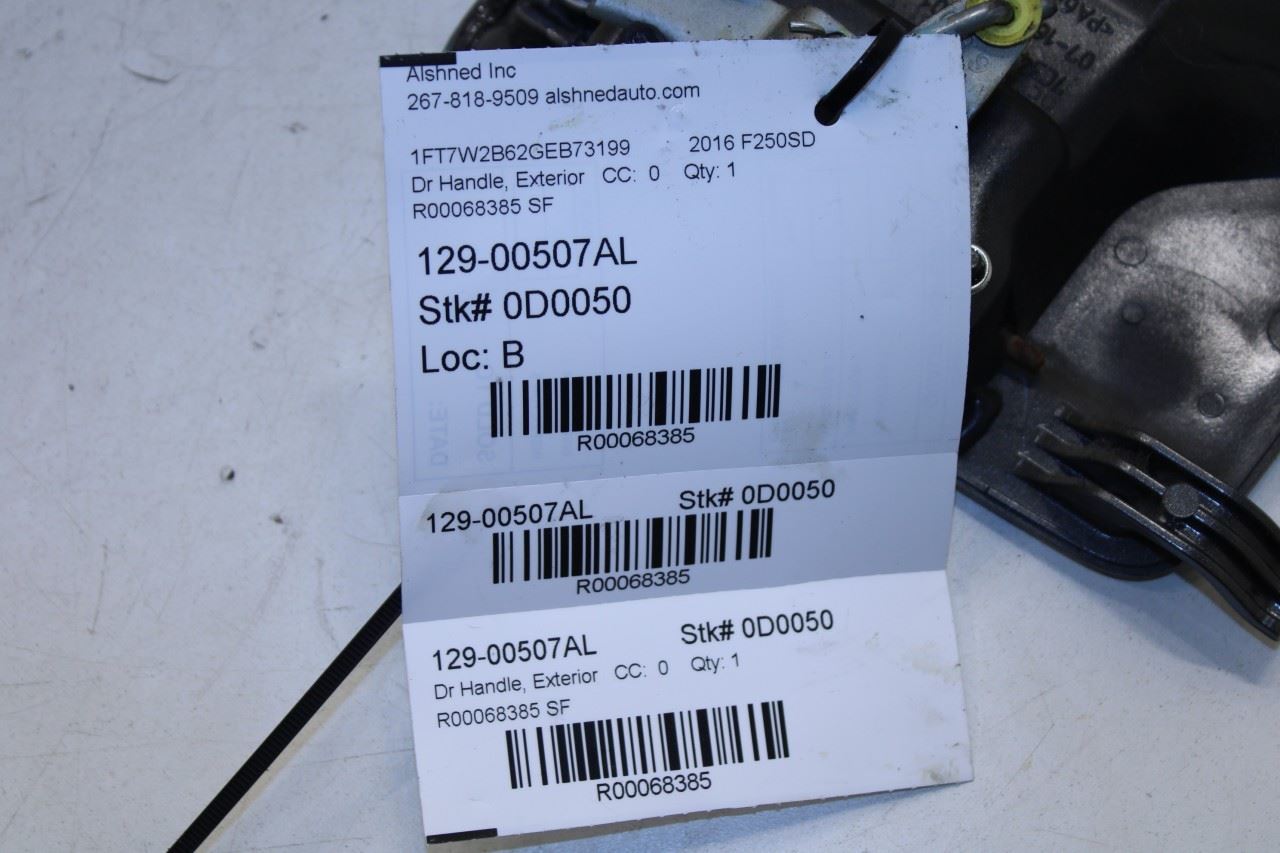 Alshned Inc
267-818-9509 alshnedauto.com
1FT7W2B62GEB73199 2016 F250SD
Dr Handle, Exterior CC: 0 Qty: 1
R00068385 SF
129-00507AL
Stk# 0D0050
Loc: B
R00068385
129-00507AL Stk# 0D0050
R00068385
129-00507AL Stk# 0D0050
Dr Handle, Exterior CC: 0 Qty: 1
R00068385 SF
R00068385
DATE: